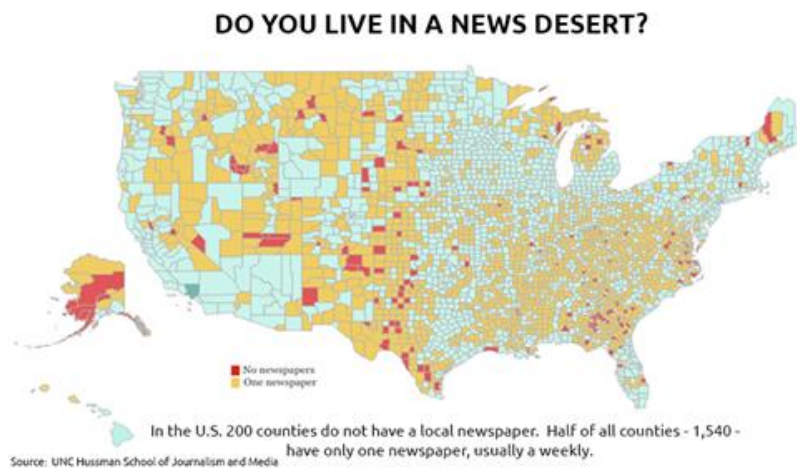 DO YOU LIVE IN A NEWS DESERT?
No newspapers
One newspaper
In the U.S. 200 counties do not have a local newspaper. Half of all counties - 1,540 -
have only one newspaper, usually a weekly.
Source: UNC Hussman School of Journalism and Media